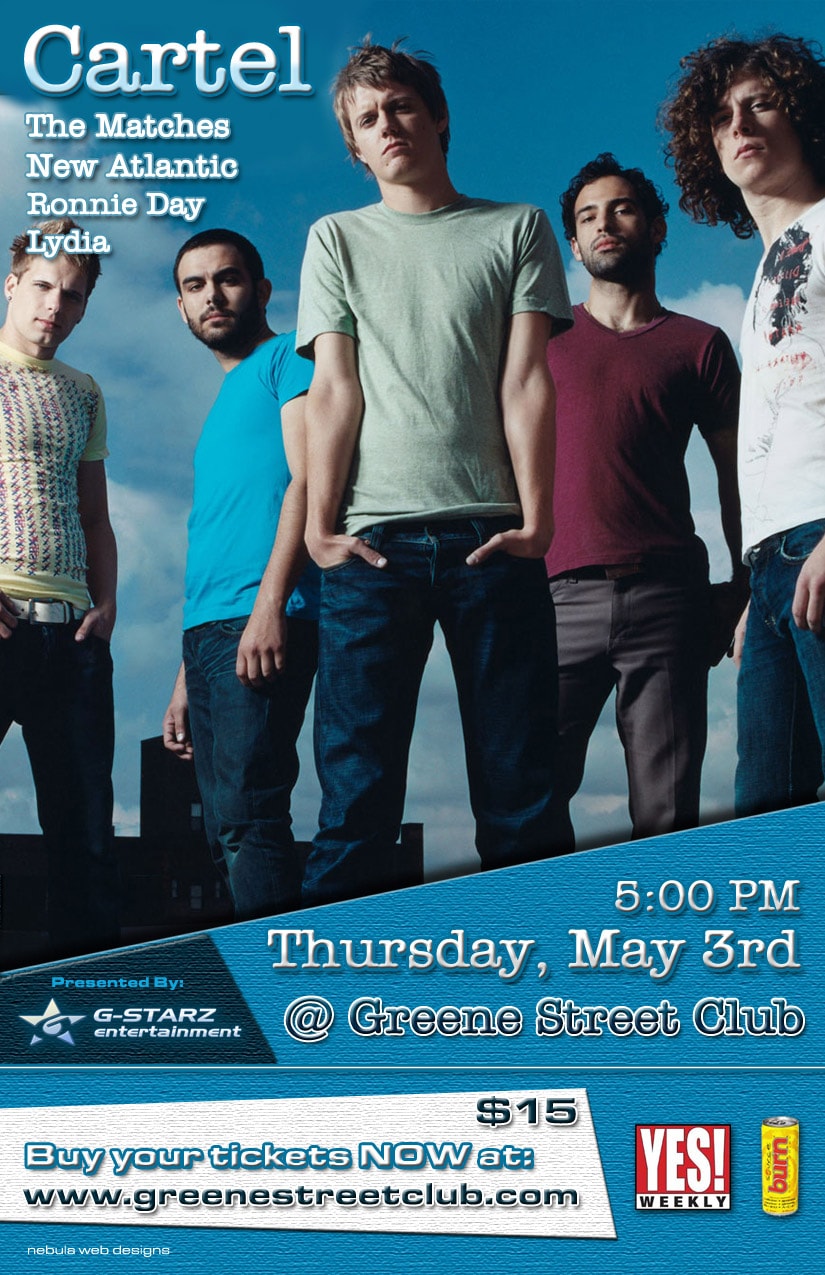 Cartel
The Matches
New Atlantic
Ronnie Day
Lydia
5:00 PM
Thursday, May 3rd
@ Greene Street Club
Presented By:
G-STARZ
entertainment
$15
Buy your tickets NOW at:
www.greenestreetclub.com
YES!
WEEKLY
burn
nebula web designs